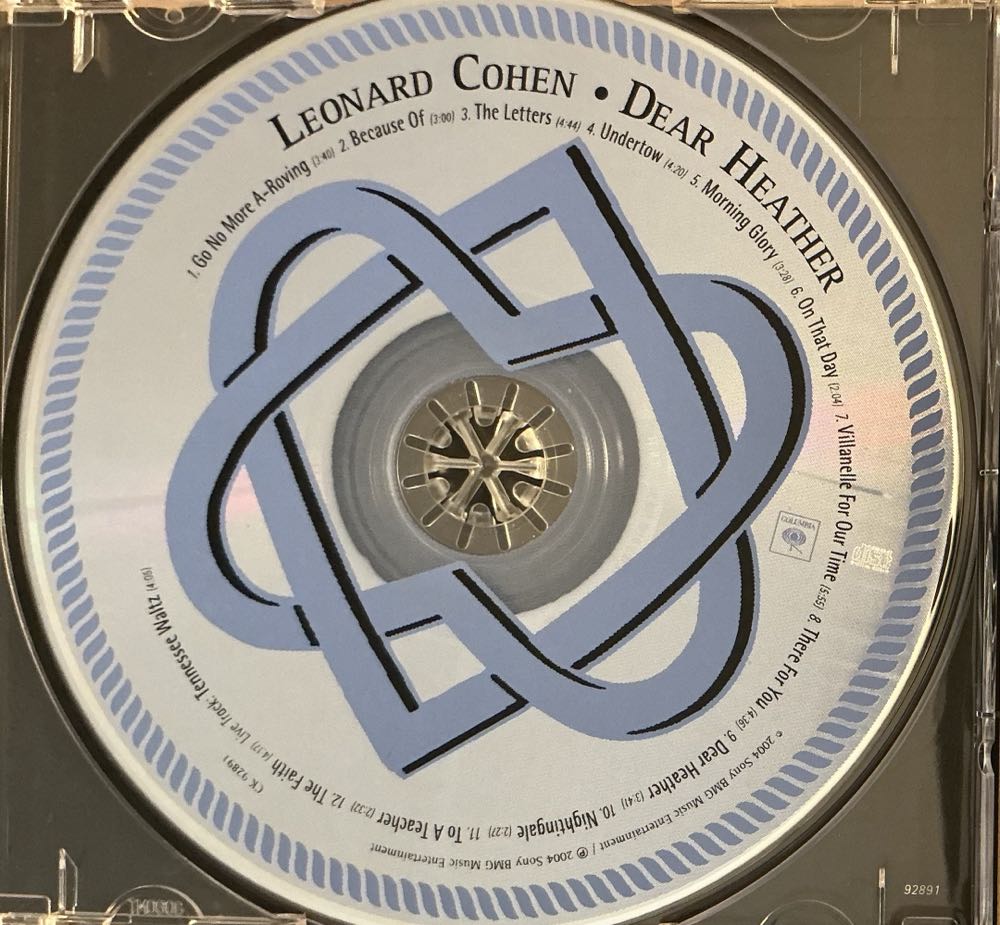 LEONARD COHEN • DEAR HEATHER
1. Go No More A-Roving (3:40) 2. Because Of (3:00) 3. The Letters (4:44) 4. Undertow (4:20) 5. Morning Glory (3:28) 6. On That Day (2:04) 7. Villanelle For Our Time (5:55) 8. There For You (4:36) 9. Dear Heather (3:41) 10. Nightingale (2:27) 11. To A Teacher (2:32) 12. The Faith (4:17) Live Track: Tennessee Waltz (4:05)
COLUMBIA
© 2004 Sony BMG Music Entertainment / ℗ 2004 Sony BMG Music Entertainment
CK 92891
92891